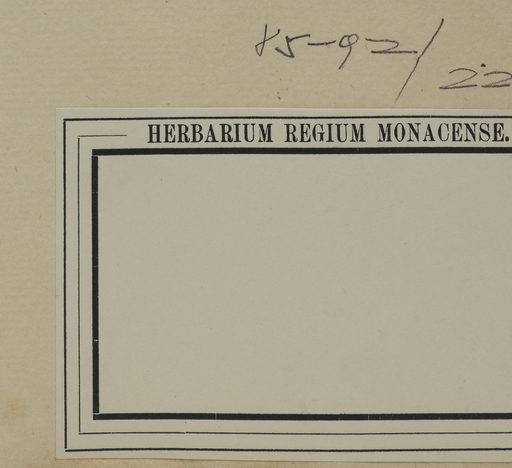 85-92/
22
HERBARIUM REGIUM MONACENSE.